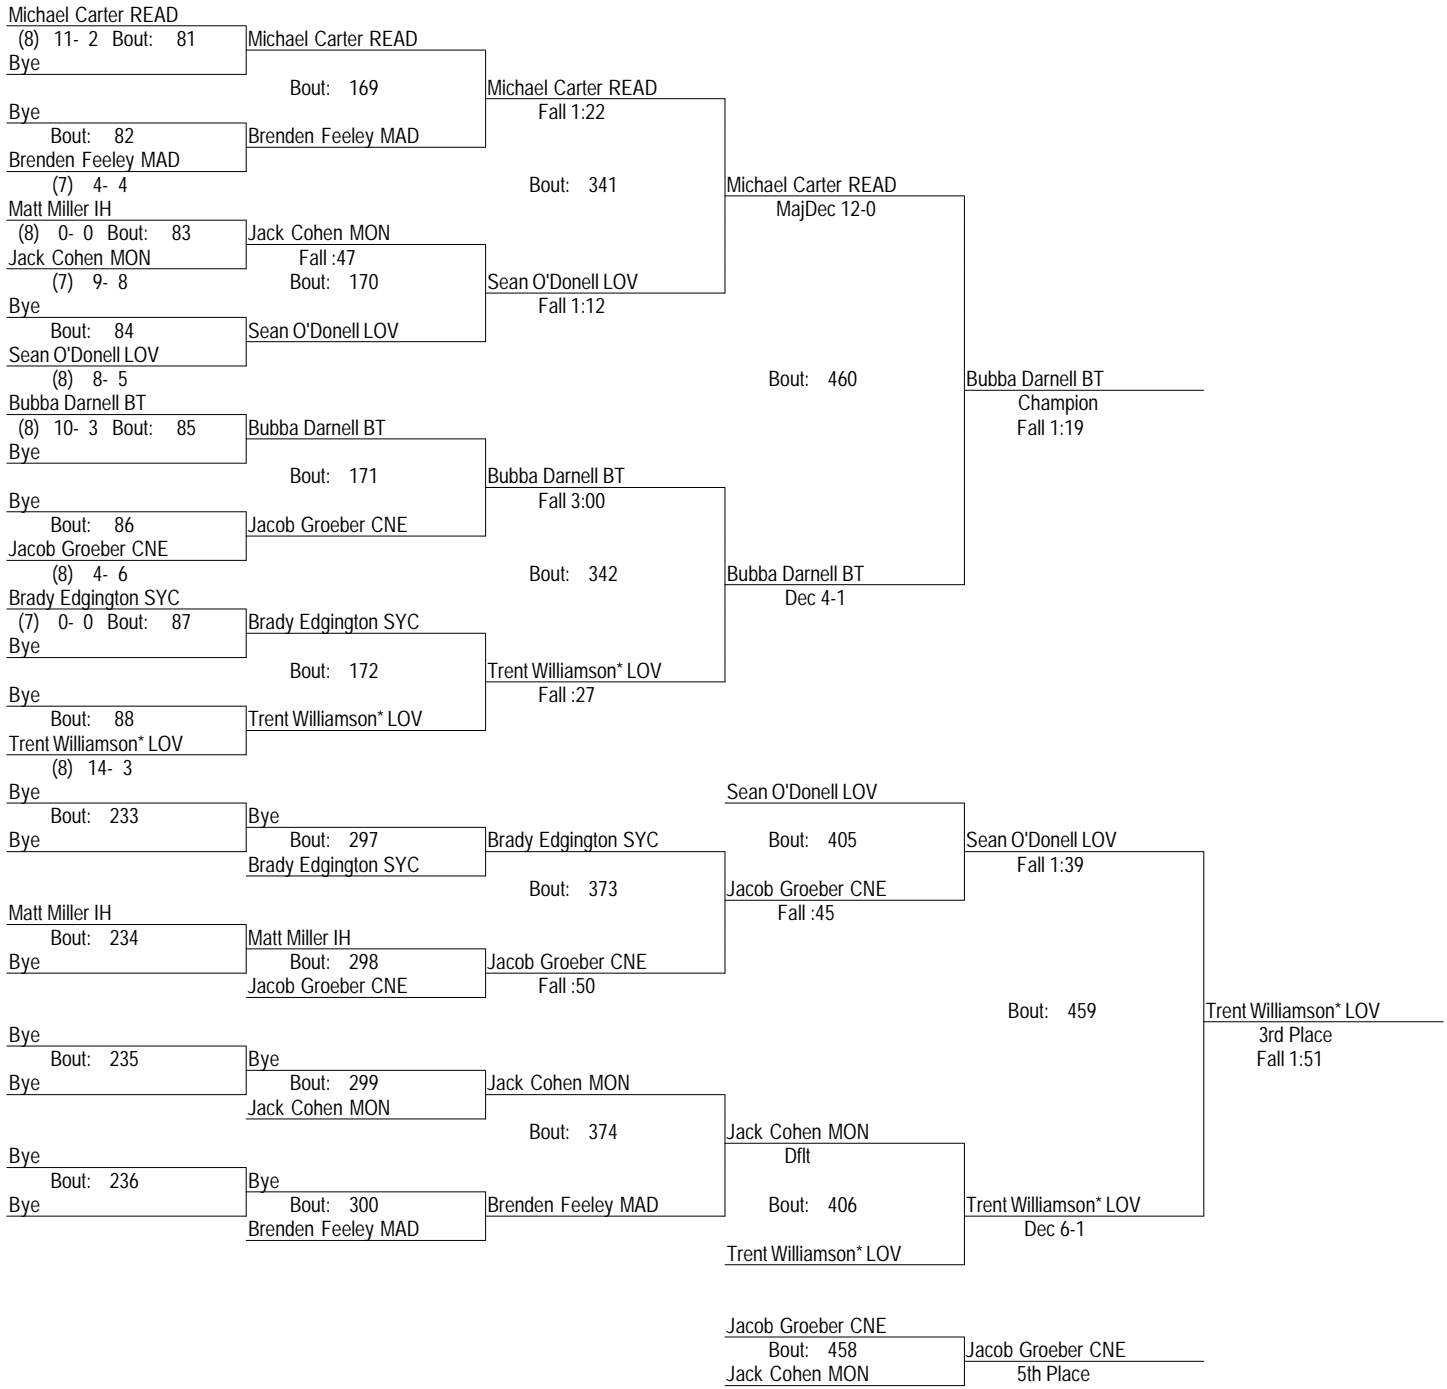 Michael Carter READ
(8) 11- 2 Bout: 81 Michael Carter READ
Bye
Bout: 169 Michael Carter READ
Bye Fall 1:22
Bout: 82 Brenden Feeley MAD
Brenden Feeley MAD
(7) 4- 4 Bout: 341 Michael Carter READ
Matt Miller IH MajDec 12-0
(8) 0- 0 Bout: 83 Jack Cohen MON
Jack Cohen MON Fall :47
(7) 9- 8 Bout: 170 Sean O'Donell LOV
Bye Fall 1:12
Bout: 84 Sean O'Donell LOV
Sean O'Donell LOV
(8) 8- 5 Bout: 460 Bubba Darnell BT
Bubba Darnell BT Champion
(8) 10- 3 Bout: 85 Bubba Darnell BT Fall 1:19
Bye
Bout: 171 Bubba Darnell BT
Bye Fall 3:00
Bout: 86 Jacob Groeber CNE
Jacob Groeber CNE
(8) 4- 6 Bout: 342 Bubba Darnell BT
Brady Edgington SYC Dec 4-1
(7) 0- 0 Bout: 87 Brady Edgington SYC
Bye
Bout: 172 Trent Williamson* LOV
Bye Fall :27
Bout: 88 Trent Williamson* LOV
Trent Williamson* LOV
(8) 14- 3
Bye Sean O'Donell LOV
Bout: 233 Bye
Bye Bout: 297 Brady Edgington SYC Bout: 405 Sean O'Donell LOV
Brady Edgington SYC Fall 1:39
Bout: 373 Jacob Groeber CNE
Matt Miller IH Fall :45
Bout: 234 Matt Miller IH
Bye Bout: 298 Jacob Groeber CNE
Jacob Groeber CNE Fall :50
Bout: 459 Trent Williamson* LOV
Bye 3rd Place
Bout: 235 Bye Fall 1:51
Bye Bout: 299 Jack Cohen MON
Jack Cohen MON
Bout: 374 Jack Cohen MON
Bye Dflt
Bout: 236 Bye
Bye Bout: 300 Brenden Feeley MAD Bout: 406 Trent Williamson* LOV
Brenden Feeley MAD Dec 6-1
Trent Williamson* LOV
Jacob Groeber CNE
Bout: 458 Jacob Groeber CNE
Jack Cohen MON 5th Place